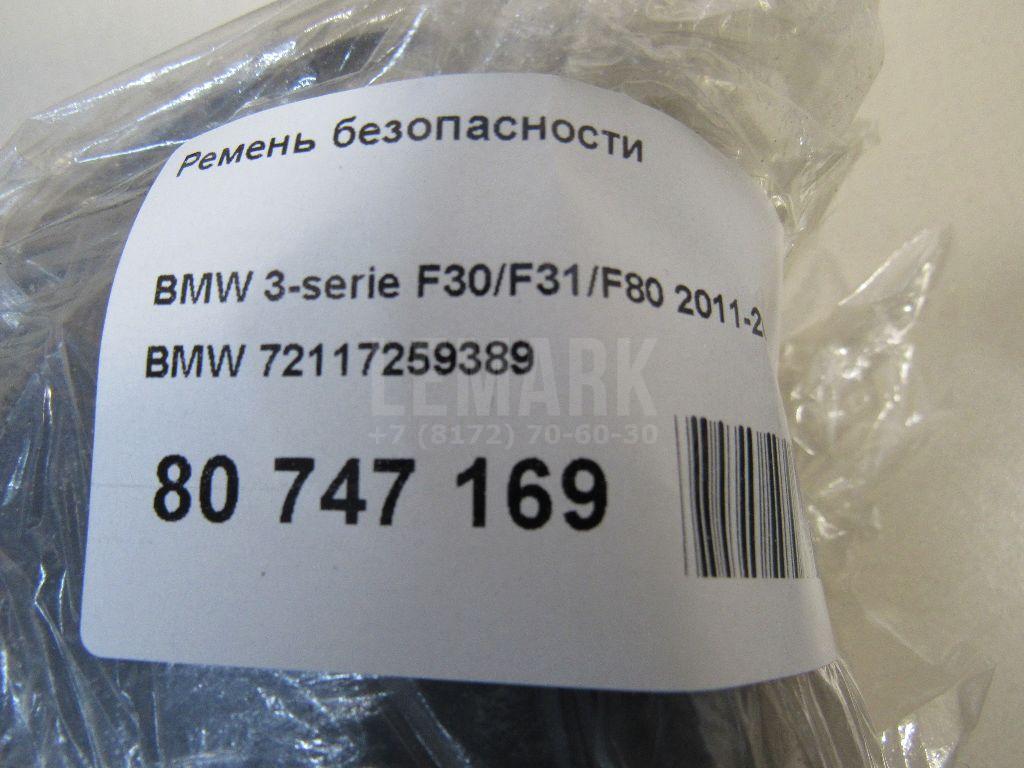 Ремень безопасности
BMW 3-serie F30/F31/F80 2011-2
BMW 72117259389
LEMARK
+7 (8172) 70-60-30
80 747 169